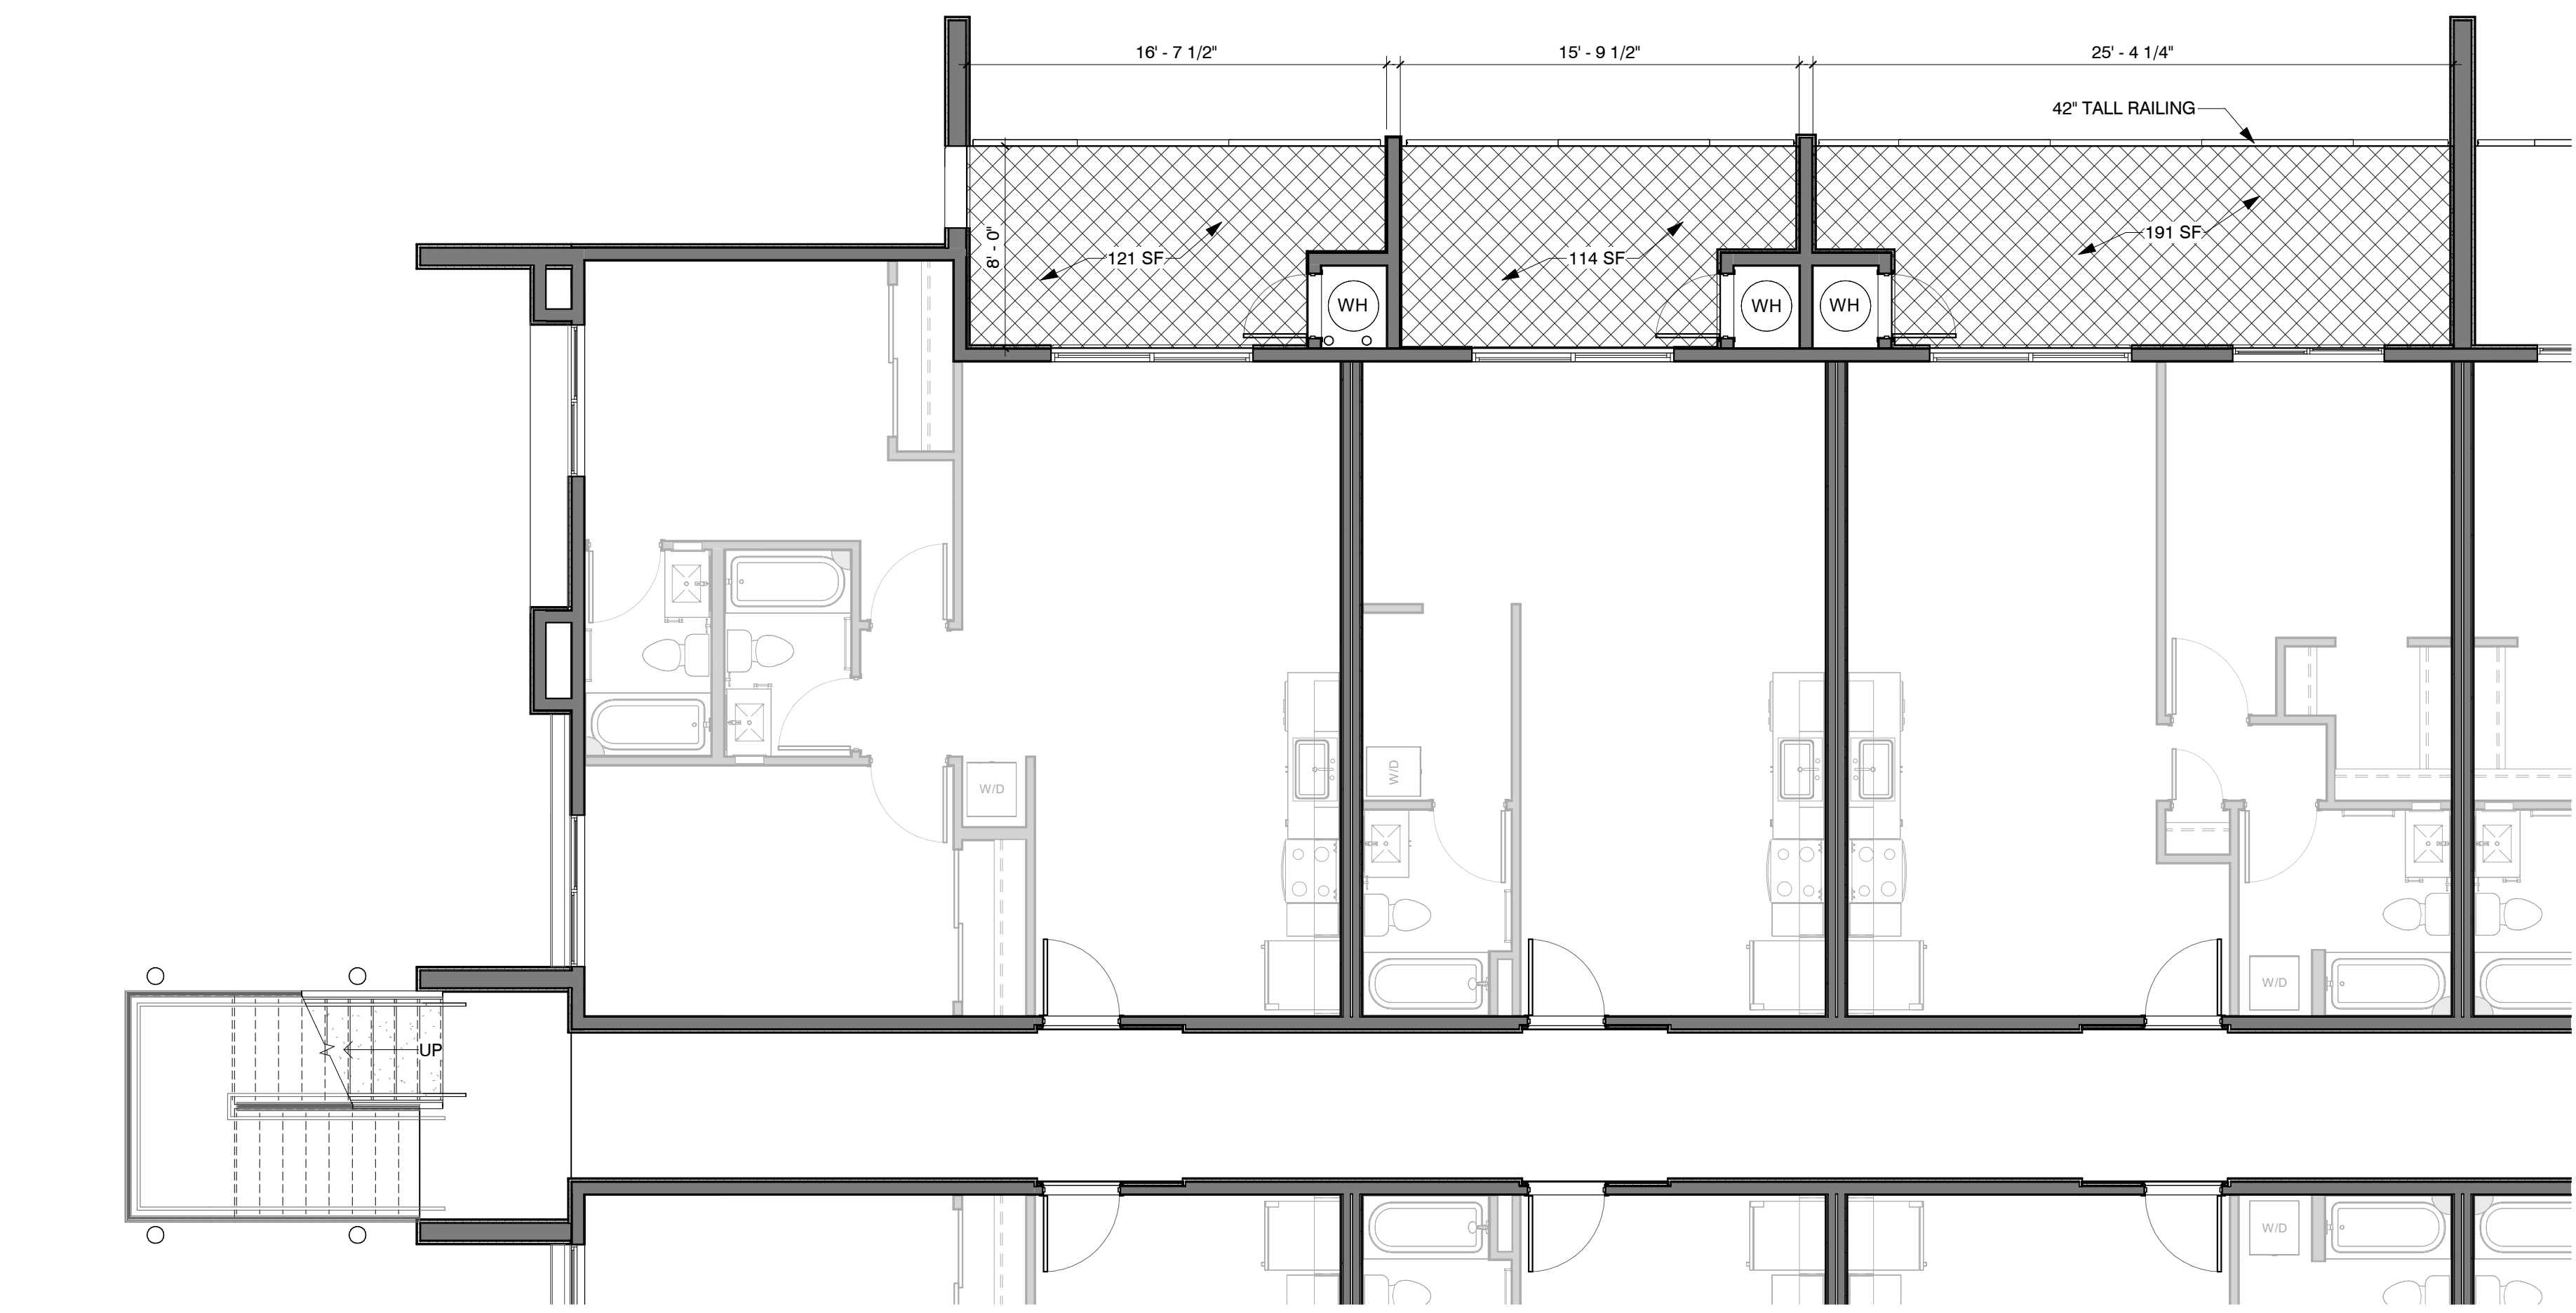 16' - 7 1/2"
15' - 9 1/2"
25' - 4 1/4"
42" TALL RAILING
8' - 0"
121 SF
114 SF
191 SF
WH
WH
WH
W/D
W/D
W/D
UP
W/D